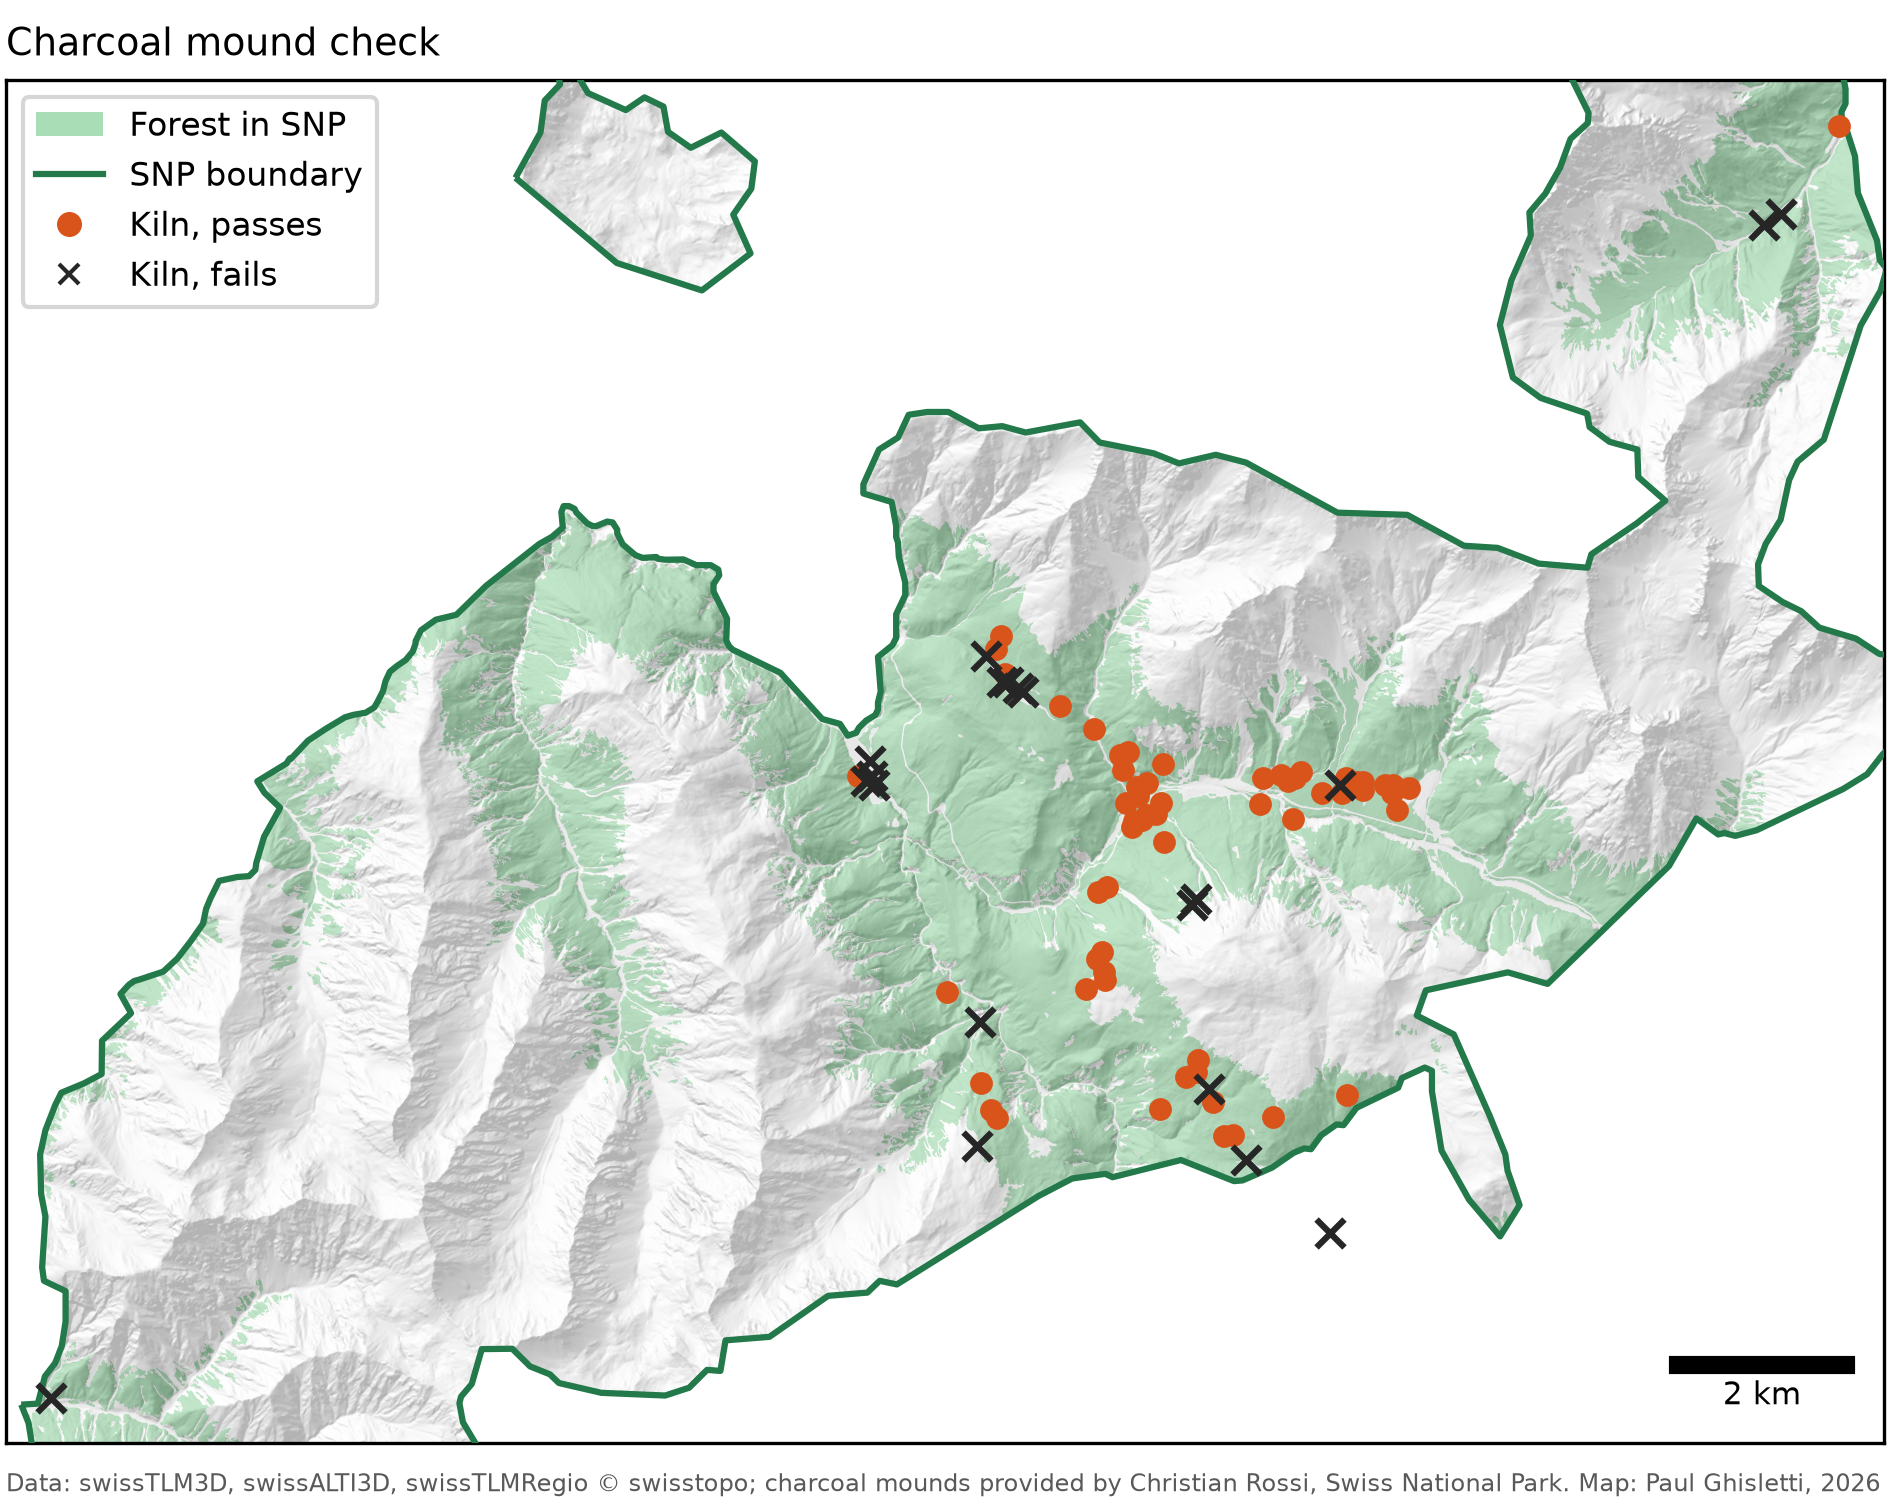 Charcoal mound check
Forest in SNP
SNP boundary
Kiln, passes
Kiln, fails
2 km
Data: swissTLM3D, swissALTI3D, swissTLMRegio © swisstopo; charcoal mounds provided by Christian Rossi, Swiss National Park. Map: Paul Ghisletti, 2026